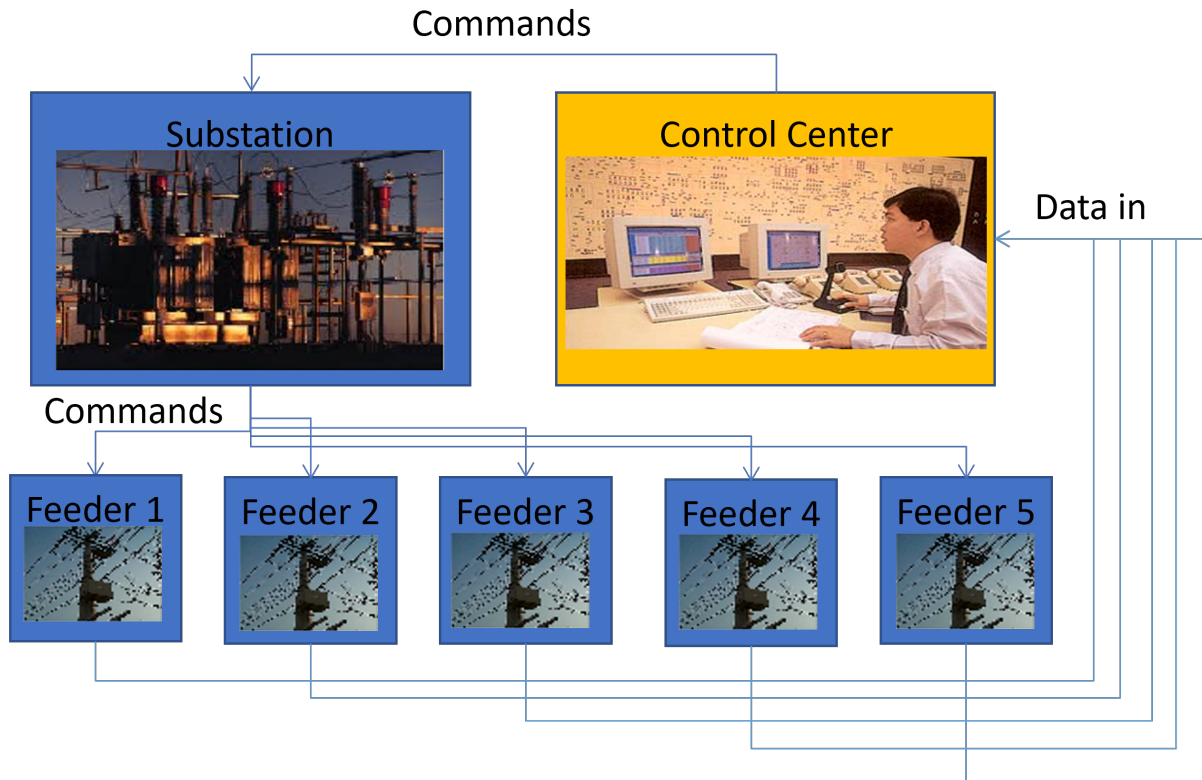 Commands
Substation
Control Center
Data in
Commands
Feeder 1
Feeder 2
Feeder 3
Feeder 4
Feeder 5